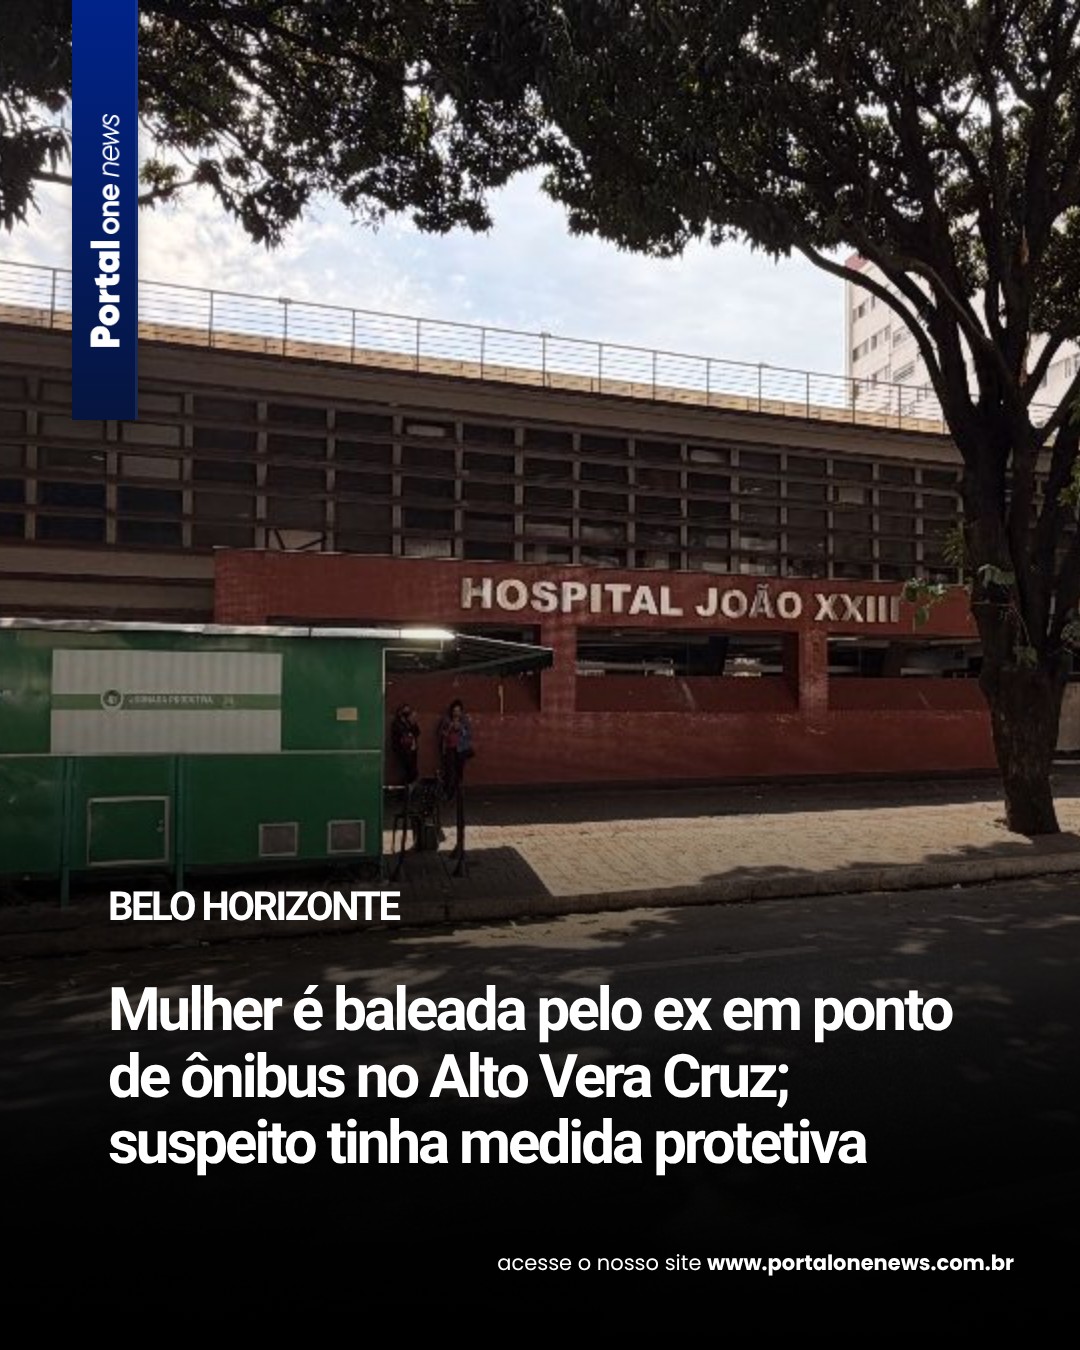 Portal one news
HOSPITAL JOÃO XXIII
BELO HORIZONTE
Mulher é baleada pelo ex em ponto
de ônibus no Alto Vera Cruz;
suspeito tinha medida protetiva
acesse o nosso site www.portalonenews.com.br